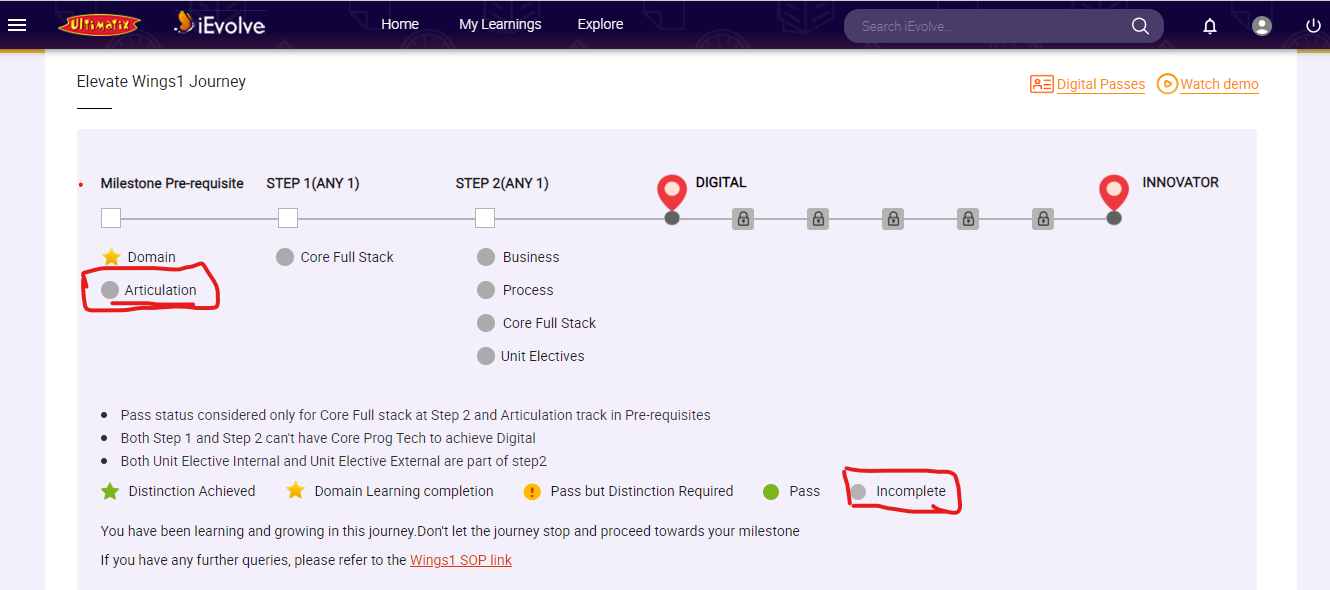 Ultimatix iEvolve Home My Learnings Explore Search iEvolve...
Elevate Wings1 Journey Digital Passes Watch demo
Milestone Pre-requisite STEP 1(ANY 1) STEP 2(ANY 1) DIGITAL INNOVATOR
Domain Core Full Stack Business
Articulation Process
Core Full Stack
Unit Electives
Pass status considered only for Core Full stack at Step 2 and Articulation track in Pre-requisites
Both Step 1 and Step 2 can't have Core Prog Tech to achieve Digital
Both Unit Elective Internal and Unit Elective External are part of step2
Distinction Achieved Domain Learning completion Pass but Distinction Required Pass Incomplete
You have been learning and growing in this journey.Don't let the journey stop and proceed towards your milestone
If you have any further queries, please refer to the Wings1 SOP link